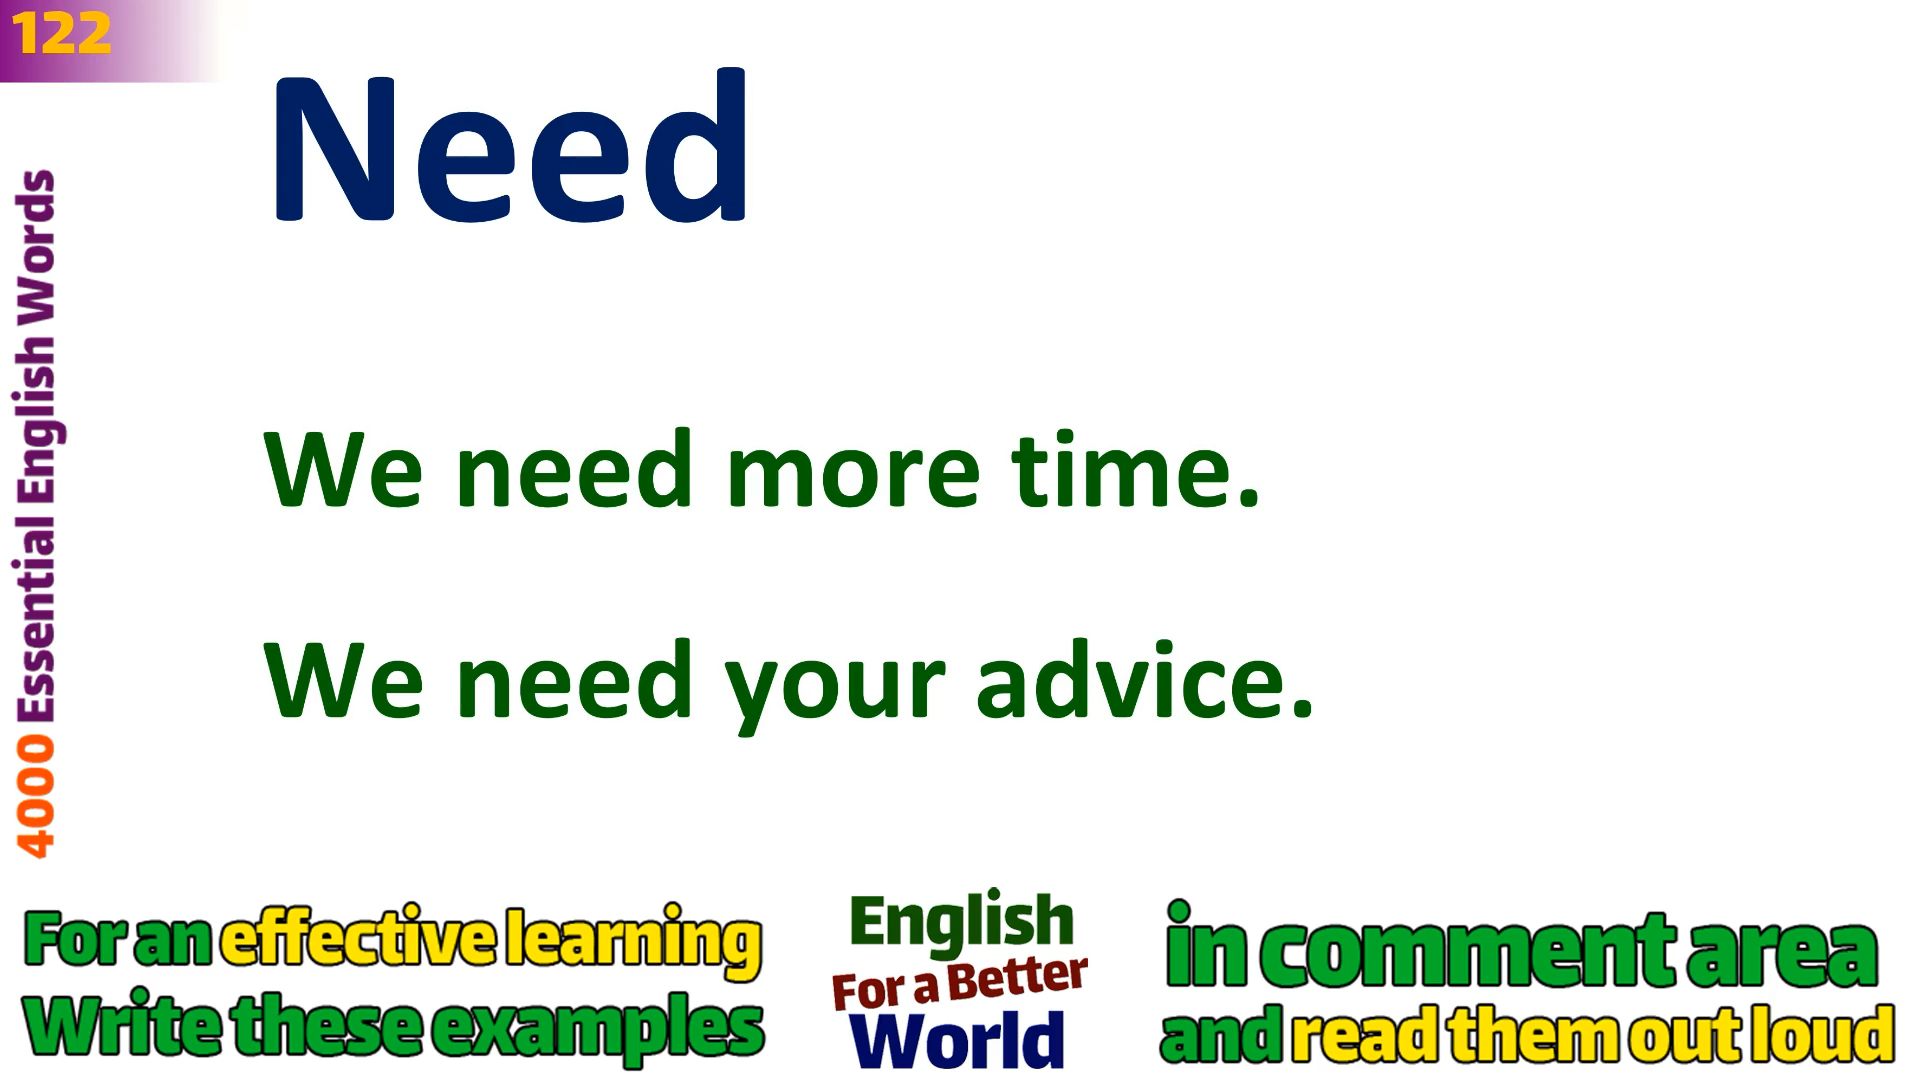 122
Need
4000 Essential English Words
We need more time.
We need your advice.
For an effective learning
Write these examples
English
For a Better
World
in comment area
and read them out loud